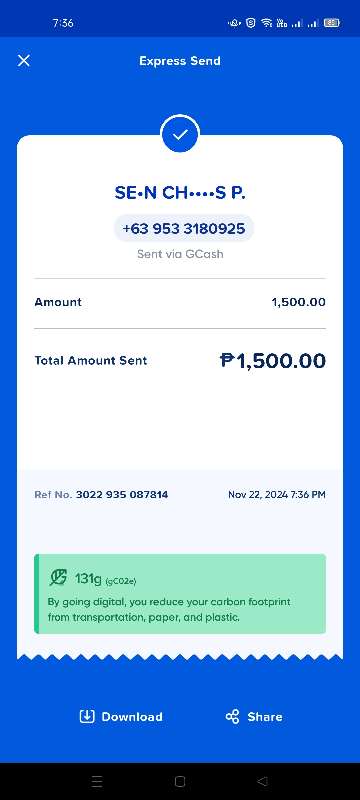 7:36
Express Send
SE•N CH••••S P.
+63 953 3180925
Sent via GCash
Amount 1,500.00
Total Amount Sent ₱1,500.00
Ref No. 3022 935 087814 Nov 22, 2024 7:36 PM
131g (gCO2e)
By going digital, you reduce your carbon footprint
from transportation, paper, and plastic.
Download Share